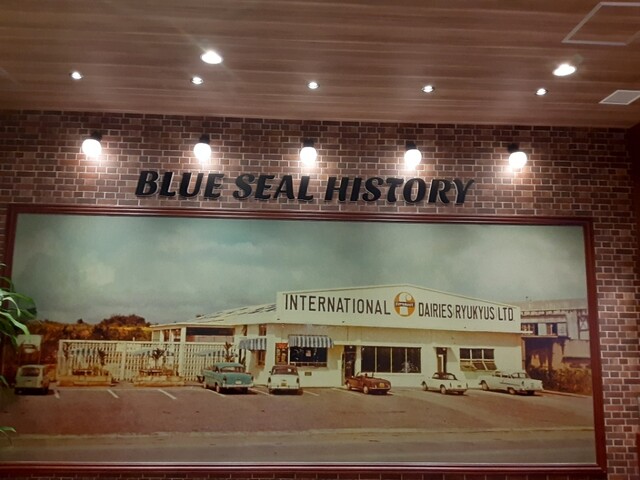 BLUE SEAL HISTORY
INTERNATIONAL DAIRIES RYUKYUS LTD